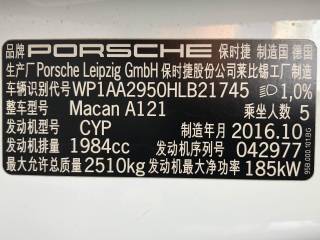 品牌 PORSCHE 保时捷 制造国 德国
生产厂 Porsche Leipzig GmbH 保时捷股份公司莱比锡工厂制造
车辆识别代号 WP1AA2950HLB21745 1,0%
整车型号 Macan A121 乘坐人数 5
发动机型号 CYP 制造年月 2016.10
发动机排量 1984cc 发动机序列号 042977
最大允许总质量 2510kg 发动机最大净功率 185kW